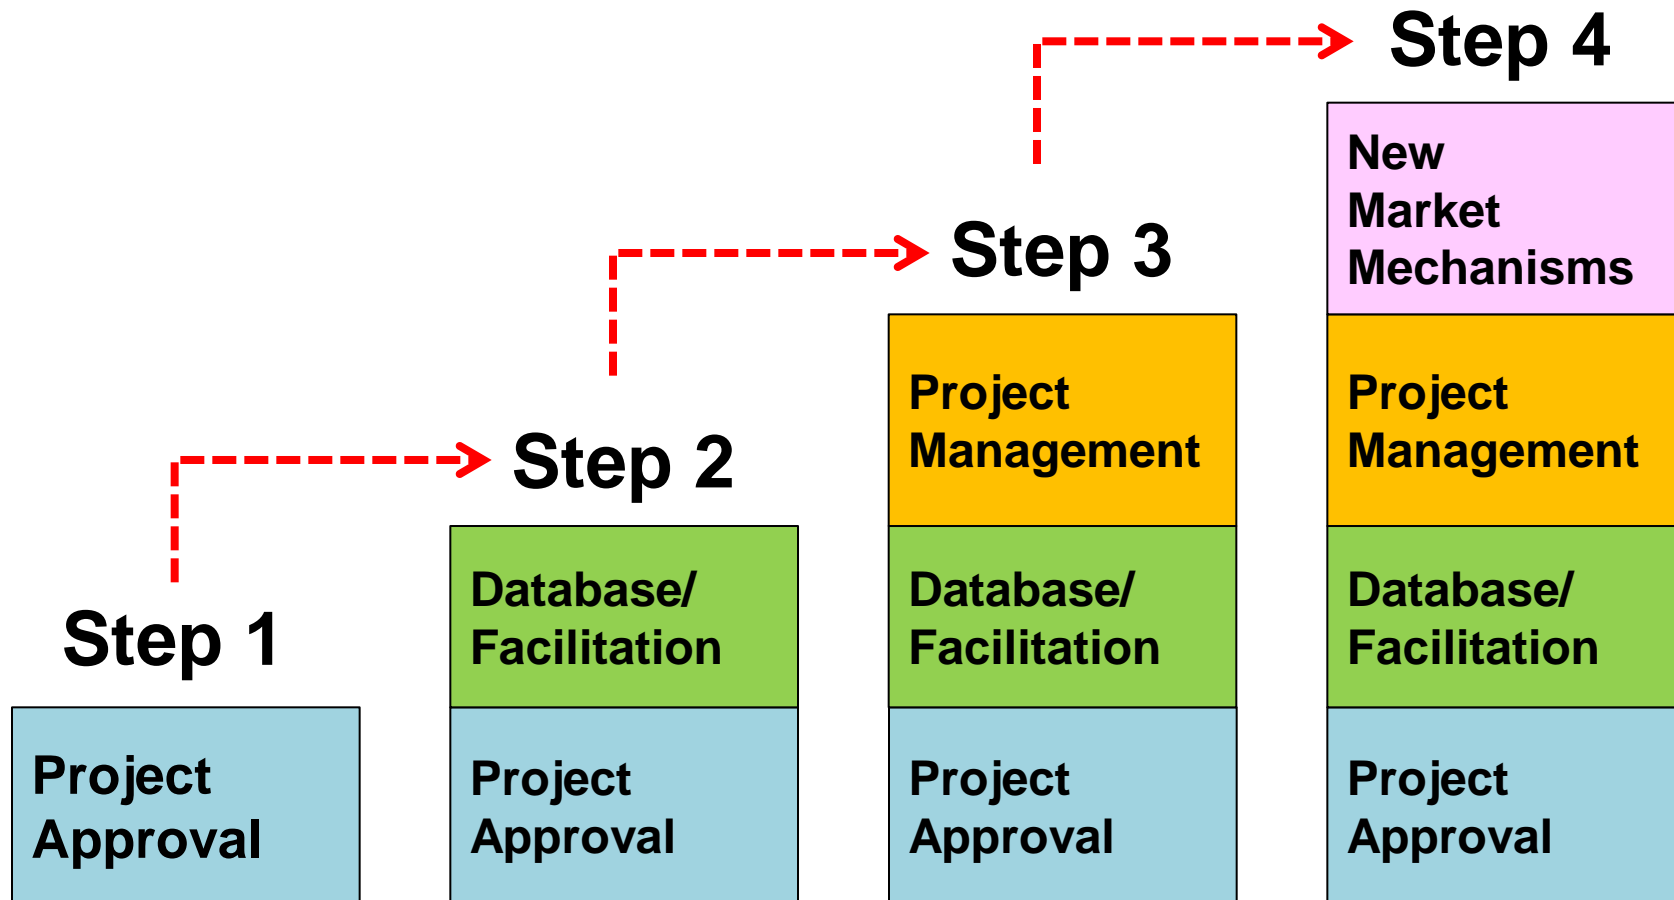 Step 1
Project
Approval
Step 2
Database/
Facilitation
Project
Approval
Step 3
Project
Management
Database/
Facilitation
Project
Approval
Step 4
New
Market
Mechanisms
Project
Management
Database/
Facilitation
Project
Approval